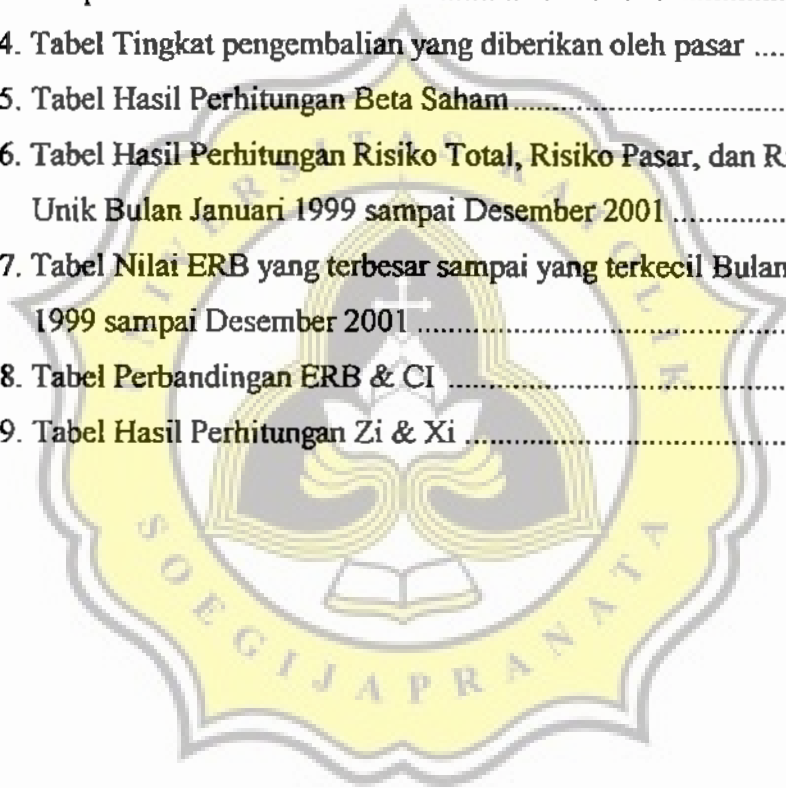 4. Tabel Tingkat pengembalian yang diberikan oleh pasar ....
5. Tabel Hasil Perhitungan Beta Saham..............................
6. Tabel Hasil Perhitungan Risiko Total, Risiko Pasar, dan
Unik Bulan Januari 1999 sampai Desember 2001 ..............
7. Tabel Nilai ERB yang terbesar sampai yang terkecil Bulan
1999 sampai Desember 2001 ..............................................
8. Tabel Perbandingan ERB & CI ..........................................
9. Tabel Hasil Perhitungan Zi & Xi ........................................
UNIVERSITAS KATOLIK
SOEGIJAPRANATA